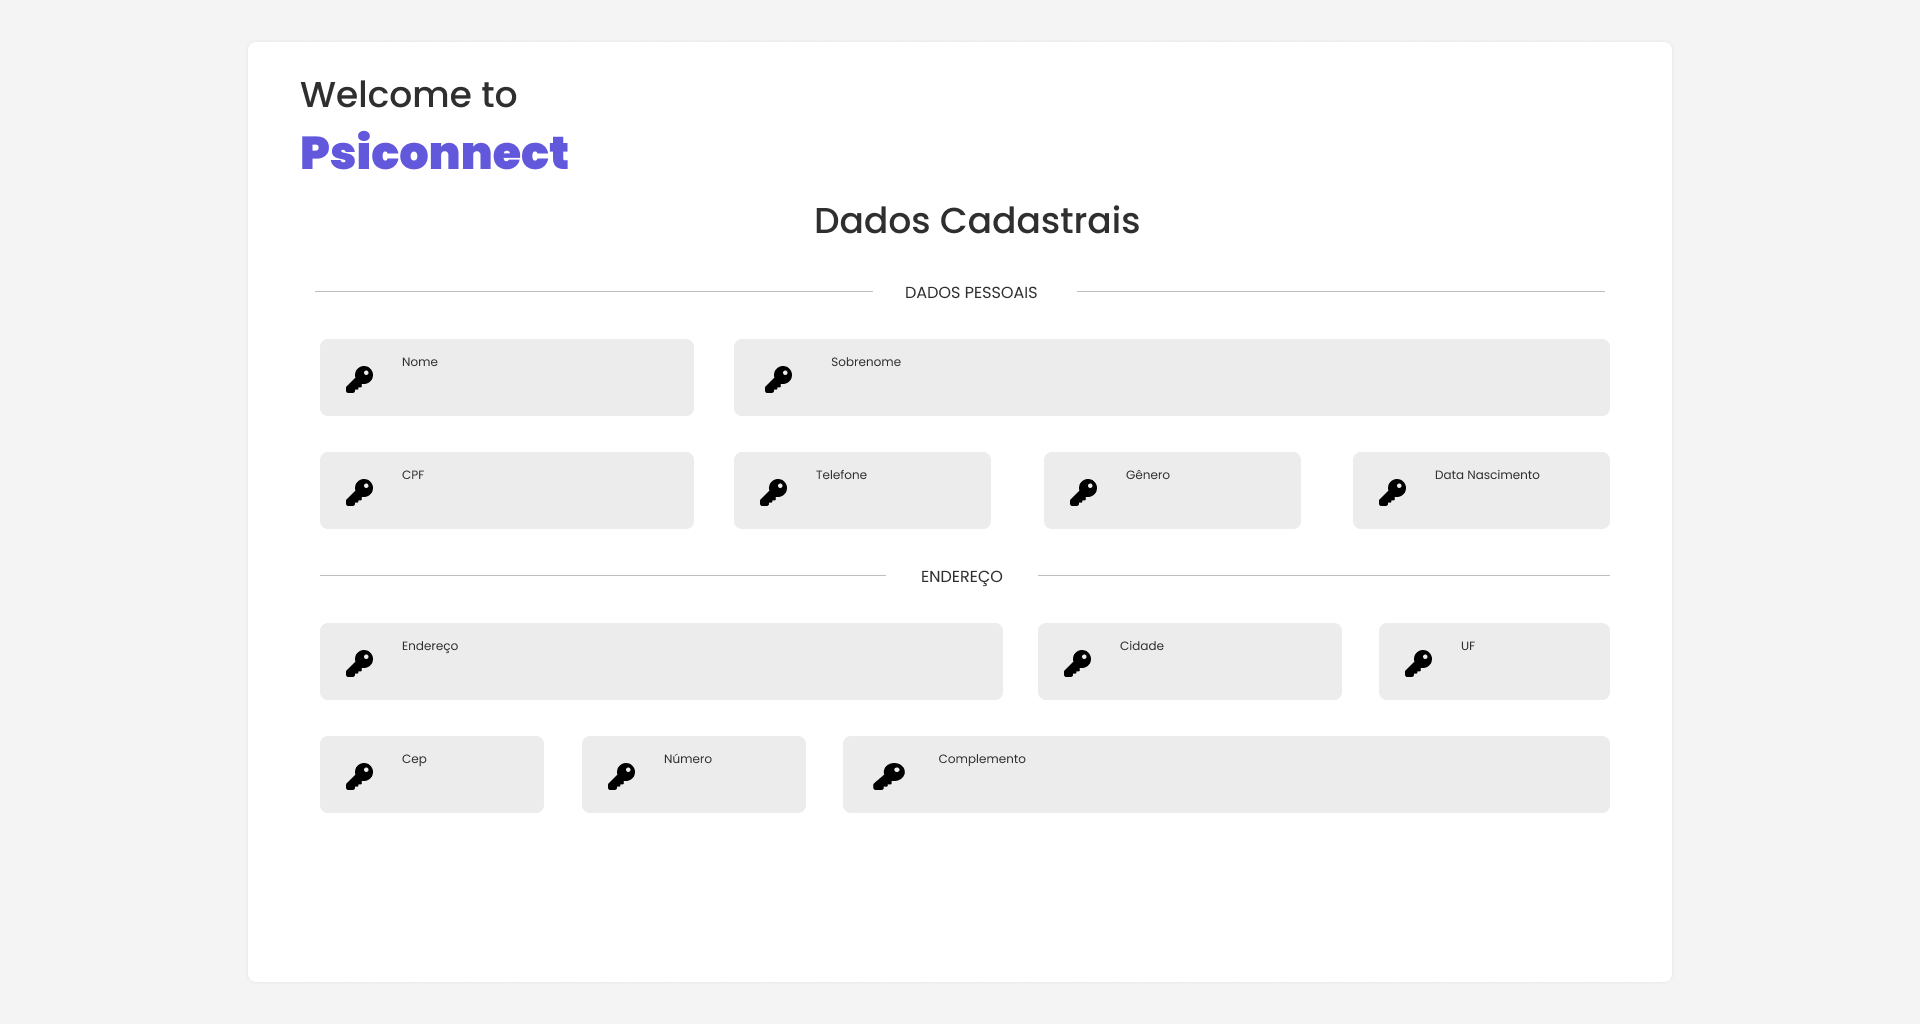 Welcome to
Psiconnect
Dados Cadastrais
DADOS PESSOAIS
Nome
Sobrenome
CPF
Telefone
Gênero
Data Nascimento
ENDEREÇO
Endereço
Cidade
UF
Cep
Número
Complemento